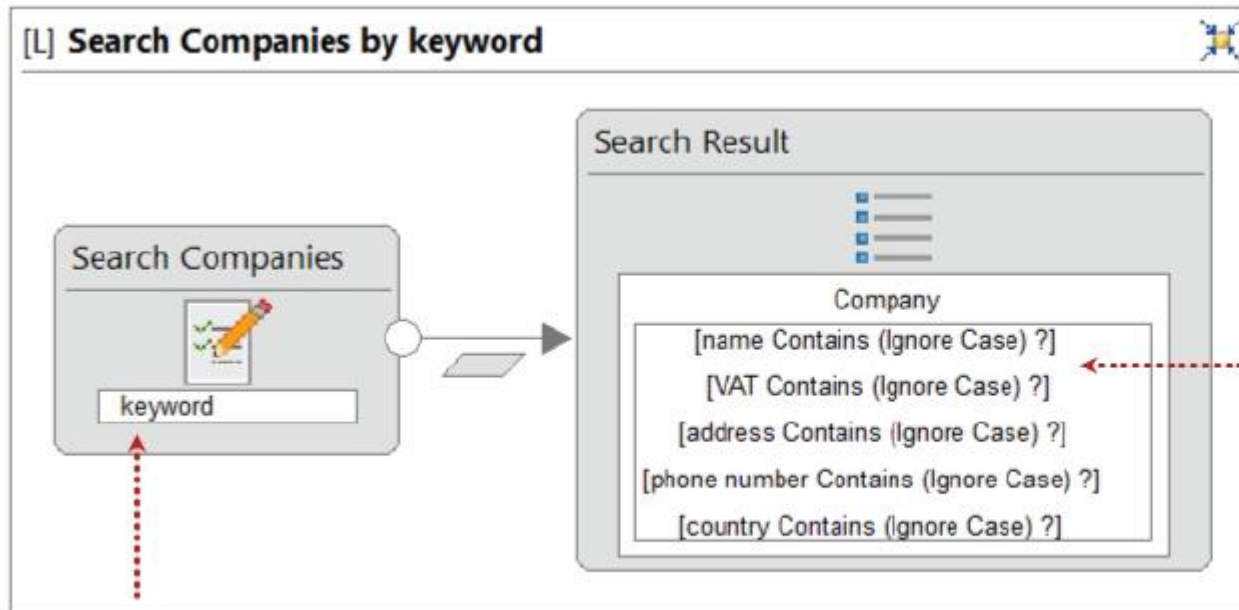 [L] Search Companies by keyword
Search Result
Search Companies
keyword
Company
[name Contains (Ignore Case) ?]
[VAT Contains (Ignore Case) ?]
[address Contains (Ignore Case) ?]
[phone number Contains (Ignore Case) ?]
[country Contains (Ignore Case) ?]